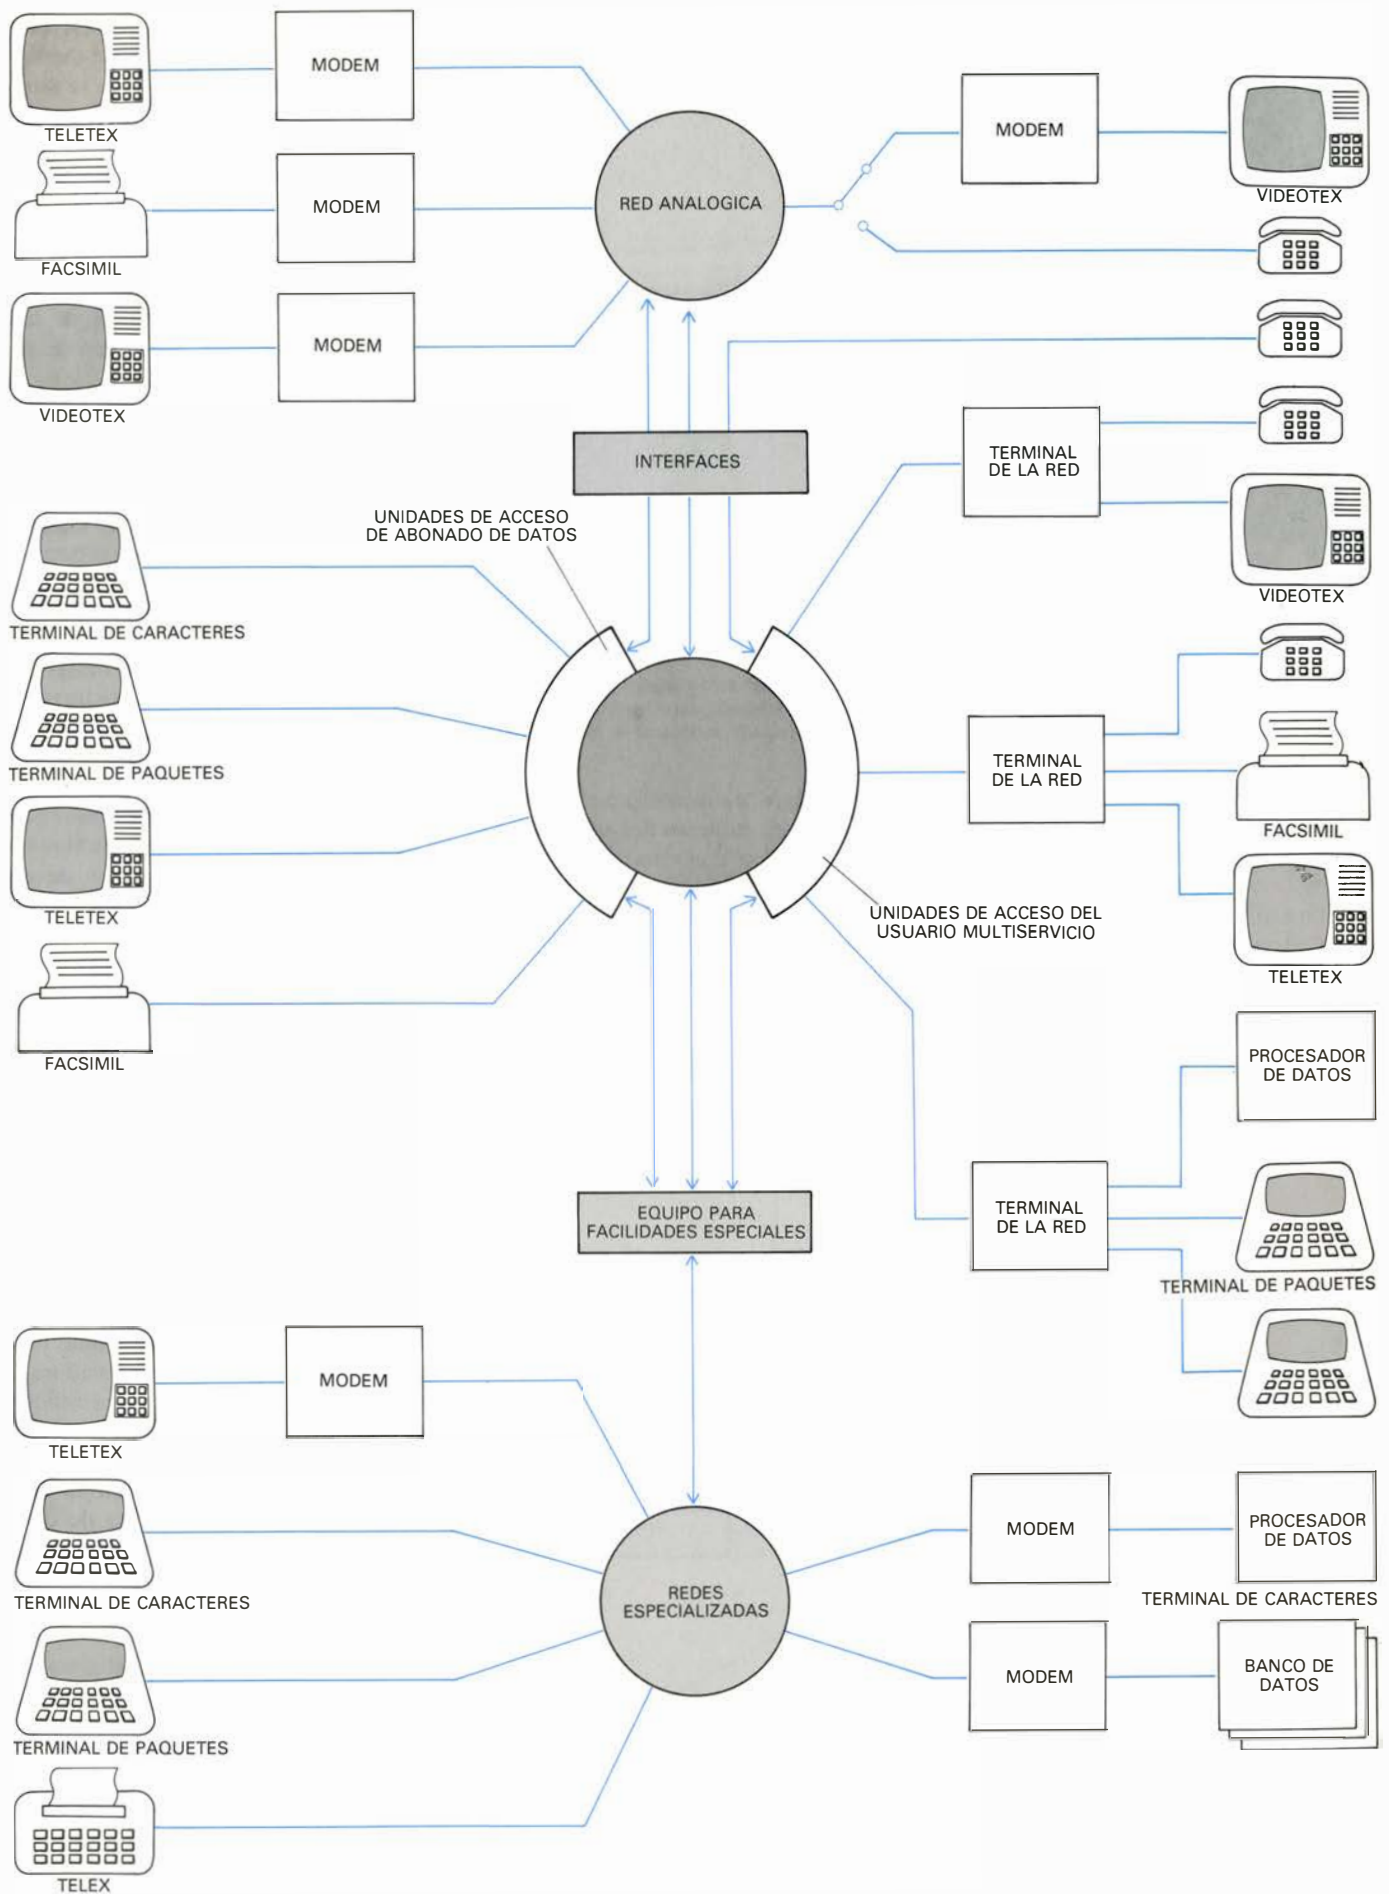 MODEM
TELETEX
MODEM
FACSIMIL
MODEM
VIDEOTEX
RED ANALOGICA
MODEM
VIDEOTEX
INTERFACES
TERMINAL
DE LA RED
VIDEOTEX
UNIDADES DE ACCESO
DE ABONADO DE DATOS
TERMINAL DE CARACTERES
TERMINAL DE PAQUETES
TELETEX
FACSIMIL
TERMINAL
DE LA RED
FACSIMIL
TELETEX
UNIDADES DE ACCESO DEL
USUARIO MULTISERVICIO
PROCESADOR
DE DATOS
TERMINAL
DE LA RED
TERMINAL DE PAQUETES
EQUIPO PARA
FACILIDADES ESPECIALES
MODEM
TELETEX
TERMINAL DE CARACTERES
TERMINAL DE PAQUETES
TELEX
REDES
ESPECIALIZADAS
MODEM
PROCESADOR
DE DATOS
TERMINAL DE CARACTERES
MODEM
BANCO DE
DATOS